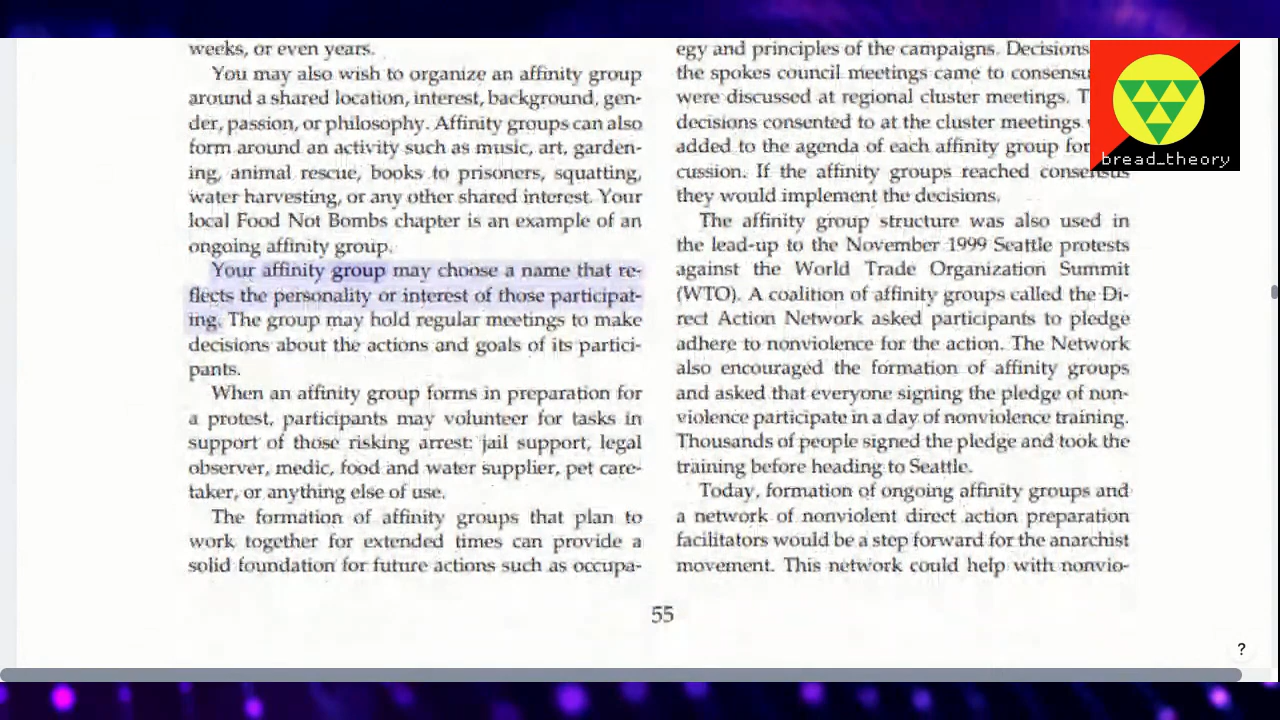 weeks, or even years.
You may also wish to organize an affinity group
around a shared location, interest, background, gen-
der, passion, or philosophy. Affinity groups can also
form around an activity such as music, art, garden-
ing, animal rescue, books to prisoners, squatting,
water harvesting, or any other shared interest. Your
local Food Not Bombs chapter is an example of an
ongoing affinity group.
Your affinity group may choose a name that re-
flects the personality or interest of those participat-
ing. The group may hold regular meetings to make
decisions about the actions and goals of its partici-
pants.
When an affinity group forms in preparation for
a protest, participants may volunteer for tasks in
support of those risking arrest: jail support, legal
observer, medic, food and water supplier, pet care-
taker, or anything else of use.
The formation of affinity groups that plan to
work together for extended times can provide a
solid foundation for future actions such as occupa-
egy and principles of the campaigns. Decisions
the spokes council meetings came to
were discussed at regional cluster meetings.
decisions consented to at the cluster meetings
added to the agenda of each affinity group for
cussion. If the affinity groups reached consensus
they would implement the decisions.
The affinity group structure was also used in
the lead-up to the November 1999 Seattle protests
against the World Trade Organization Summit
(WTO). A coalition of affinity groups called the Di-
rect Action Network asked participants to pledge
adhere to nonviolence for the action. The Network
also encouraged the formation of affinity groups
and asked that everyone signing the pledge of non-
violence participate in a day of nonviolence training.
Thousands of people signed the pledge and took the
training before heading to Seattle.
Today, formation of ongoing affinity groups and
a network of nonviolent direct action preparation
facilitators would be a step forward for the anarchist
movement. This network could help with nonvio-
55
bread_theory
?